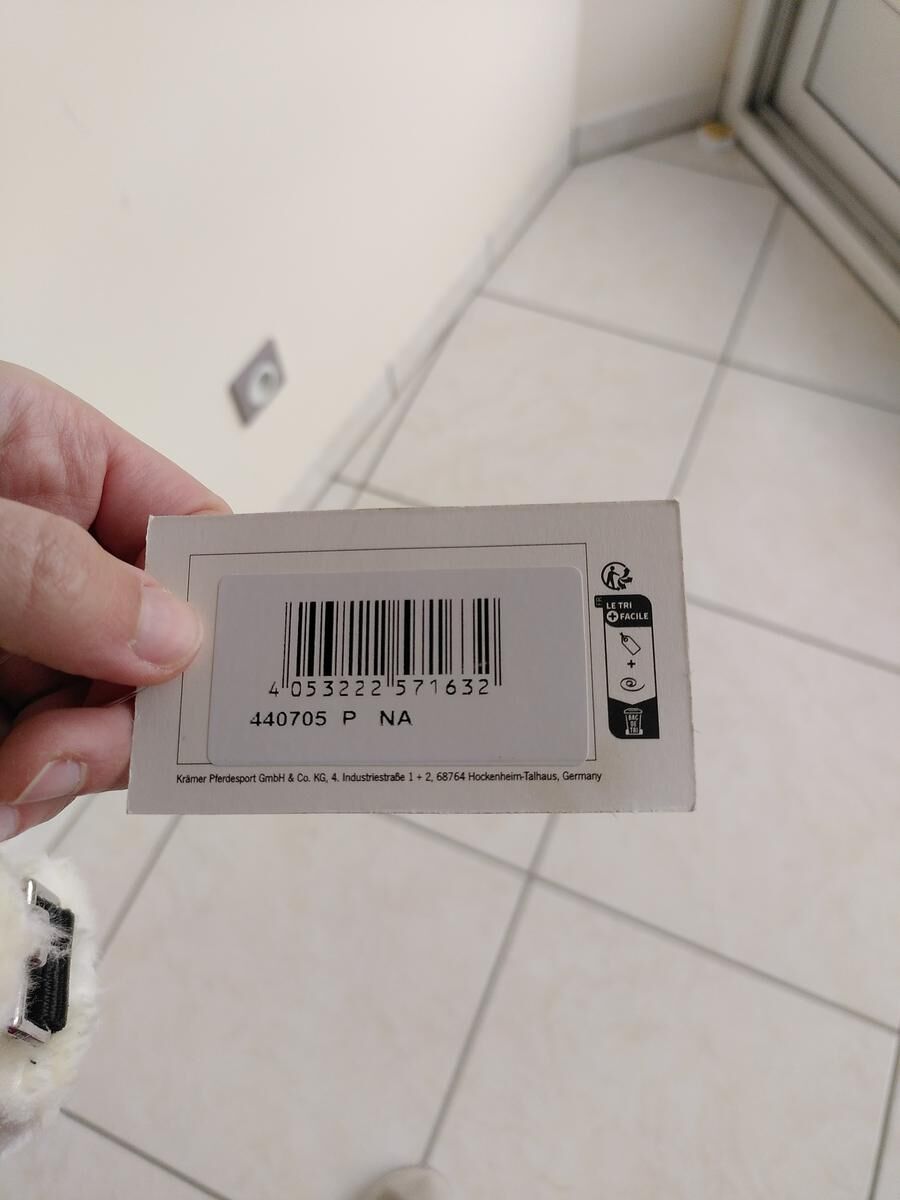 4 053222 571632
440705 P NA
Krämer Pferdesport GmbH & Co. KG, 4. Industriestraße 1 + 2, 68764 Hockenheim-Talhaus, Germany
FR
LE TRI
+ FACILE
+
BAC
DE
TRI